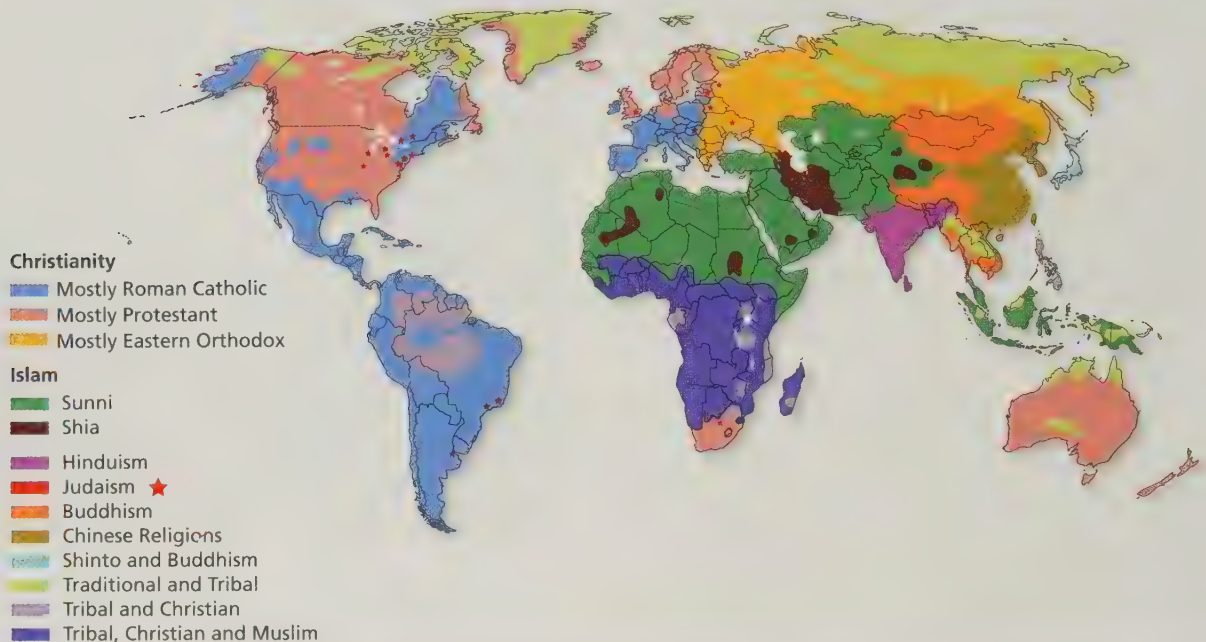 Christianity
Mostly Roman Catholic
Mostly Protestant
Mostly Eastern Orthodox
Islam
Sunni
Shia
Hinduism
Judaism
Buddhism
Chinese Religions
Shinto and Buddhism
Traditional and Tribal
Tribal and Christian
Tribal, Christian and Muslim